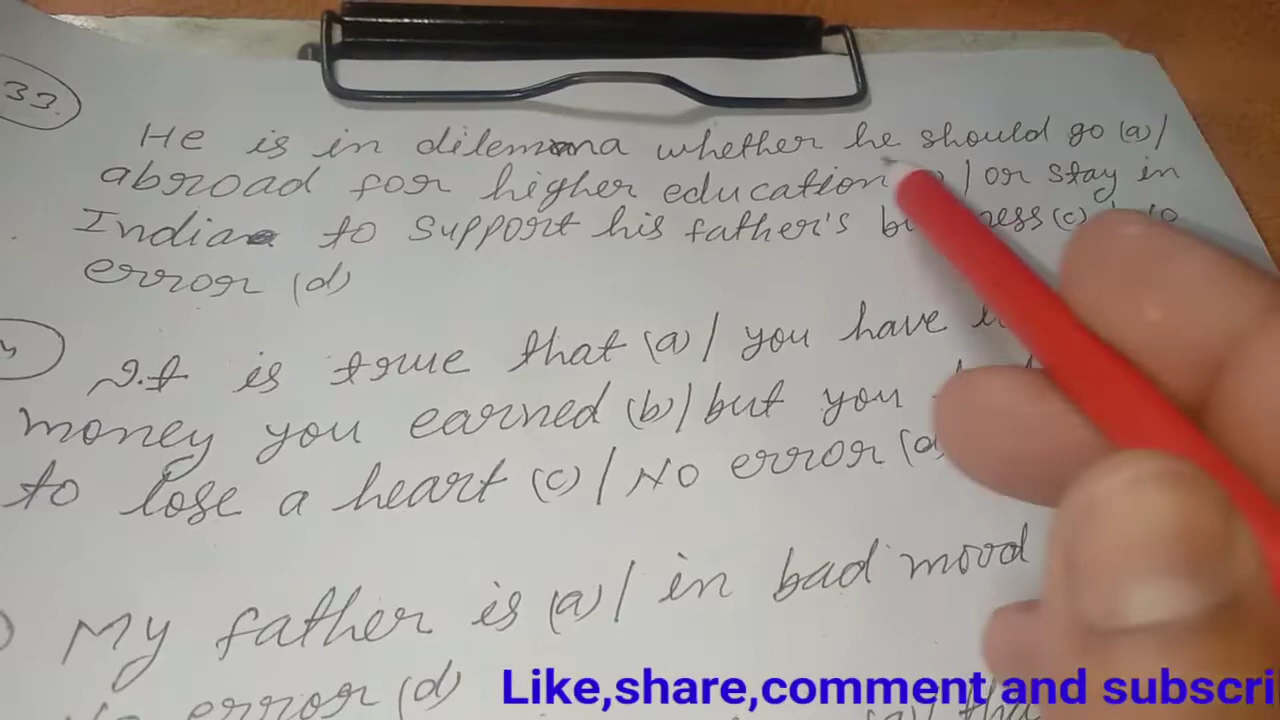 33.
He is in dilemma whether he should go (a)/
abroad for higher education /or stay in
India to support his father's (c)
error (d)
It is true that (a)/ you have
money you earned (b)/ but you
to lose a heart (c)/ No error (d
My father is (a)/ in bad mood
error (d)
Like,share,comment and subscri